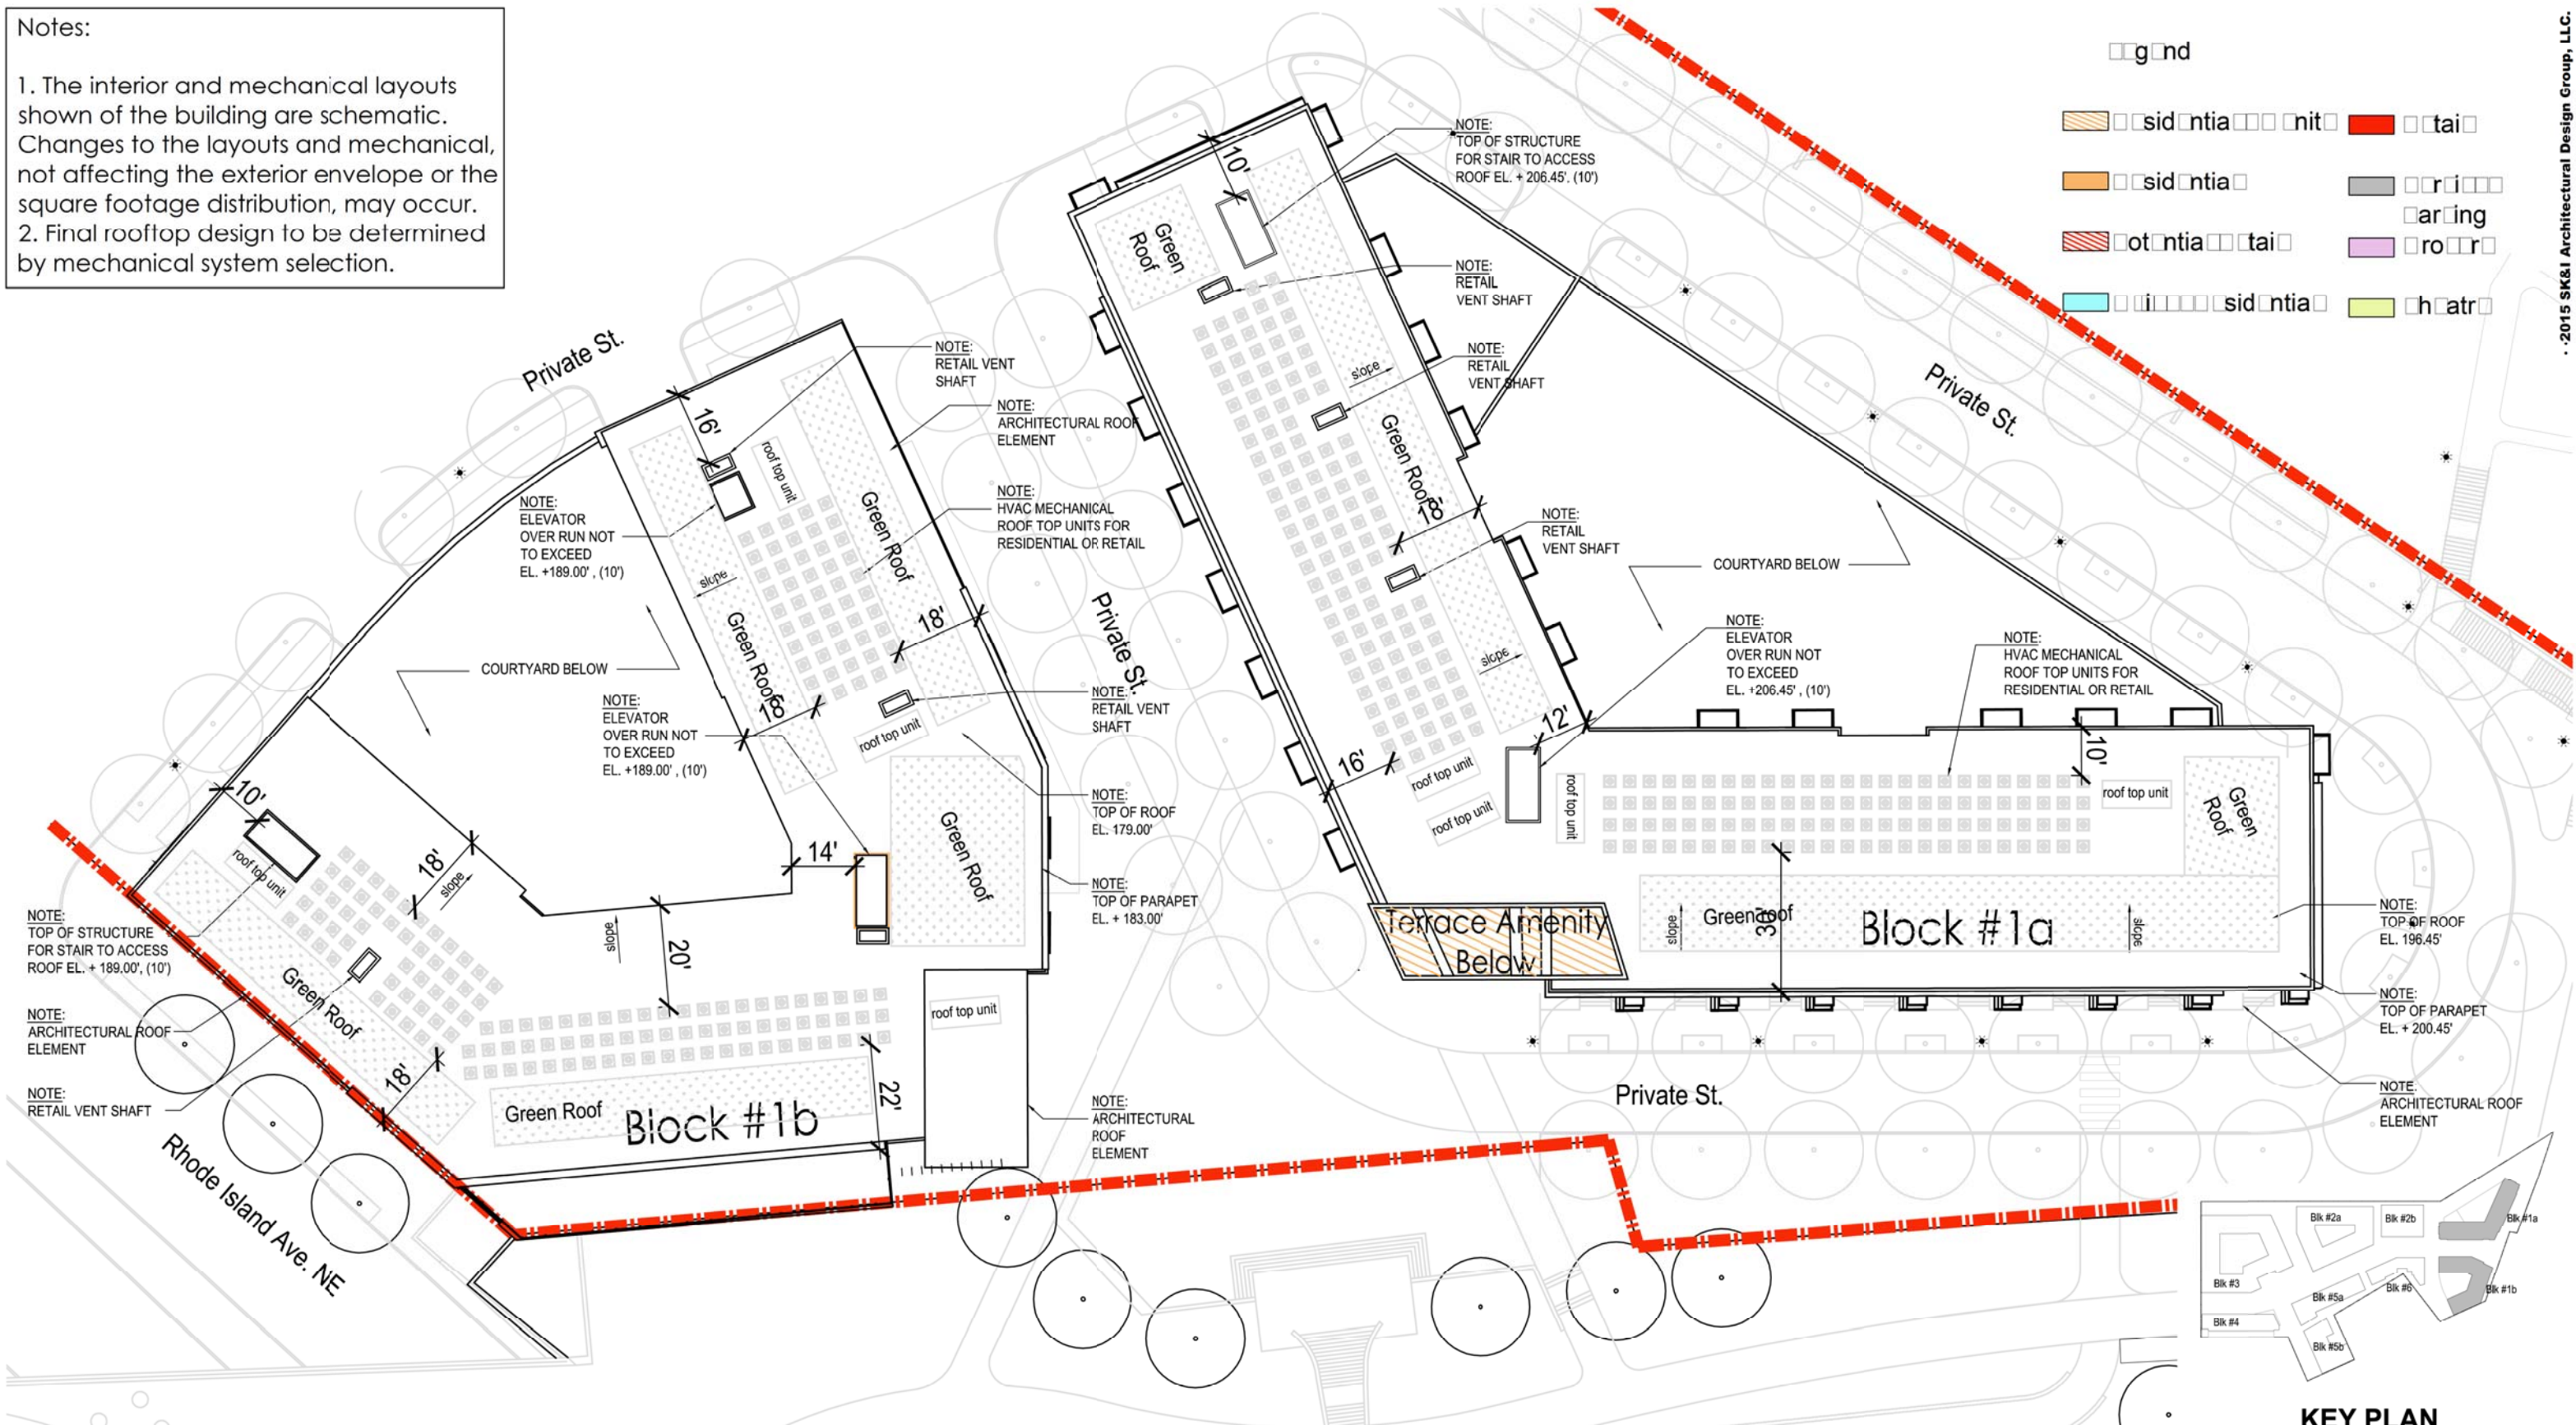 Notes:
1. The interior and mechanical layouts
shown of the building are schematic.
Changes to the layouts and mechanical,
not affecting the exterior envelope or the
square footage distribution, may occur.
2. Final rooftop design to be determined
by mechanical system selection.
·2015 SK&I Architectural Design Group, LLC.
Private St.
10'
Green
Roof
NOTE:
TOP OF STRUCTURE
FOR STAIR TO ACCESS
ROOF EL. + 206.45'. (10')
NOTE:
RETAIL
VENT SHAFT
NOTE:
RETAIL
VENT SHAFT
slope
Green Roof
18'
NOTE:
RETAIL
VENT SHAFT
slope
Private St.
COURTYARD BELOW
NOTE:
ELEVATOR
OVER RUN NOT
TO EXCEED
EL. +206.45' , (10')
NOTE:
HVAC MECHANICAL
ROOF TOP UNITS FOR
RESIDENTIAL OR RETAIL
12'
16'
roof top unit
roof top unit
roof top unit
10'
roof top unit
Green
Roof
slope
Green roof
30'
Block #1a
slope
Terrace Amenity
Below
NOTE:
TOP OF ROOF
EL. 196.45'
NOTE:
TOP OF PARAPET
EL. + 200.45'
NOTE.
ARCHITECTURAL ROOF
ELEMENT
Private St.
16'
roof top unit
NOTE:
RETAIL VENT
SHAFT
NOTE:
ARCHITECTURAL ROOF
ELEMENT
NOTE:
HVAC MECHANICAL
ROOF TOP UNITS FOR
RESIDENTIAL OR RETAIL
NOTE:
ELEVATOR
OVER RUN NOT
TO EXCEED
EL. +189.00' , (10')
slope
Green Roof
Green Roof
18'
18'
Private St.
COURTYARD BELOW
NOTE:
ELEVATOR
OVER RUN NOT
TO EXCEED
EL. +189.00' , (10')
NOTE:
RETAIL VENT
SHAFT
roof top unit
NOTE:
TOP OF ROOF
EL. 179.00'
NOTE:
TOP OF PARAPET
EL. + 183.00'
Green Roof
14'
10'
roof top unit
18'
slope
slope
20'
NOTE:
TOP OF STRUCTURE
FOR STAIR TO ACCESS
ROOF EL. + 189.00', (10')
NOTE:
ARCHITECTURAL ROOF
ELEMENT
NOTE:
RETAIL VENT SHAFT
Green Roof
18'
roof top unit
Green Roof
Block #1b
22'
NOTE:
ARCHITECTURAL
ROOF
ELEMENT
Rhode Island Ave. NE
Blk #2a
Blk #2b
Blk #1a
Blk #3
Blk #5a
Blk #6
Blk #1b
Blk #4
Blk #5b
KEY PLAN